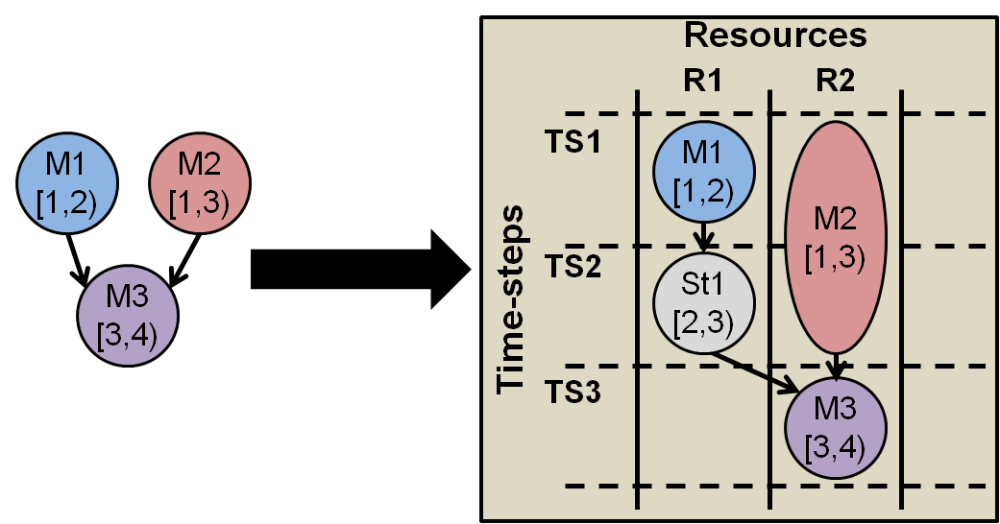 M1
[1,2)
M2
[1,3)
M3
[3,4)
Resources
R1
R2
Time-steps
TS1
M1
[1,2)
M2
[1,3)
TS2
St1
[2,3)
TS3
M3
[3,4)